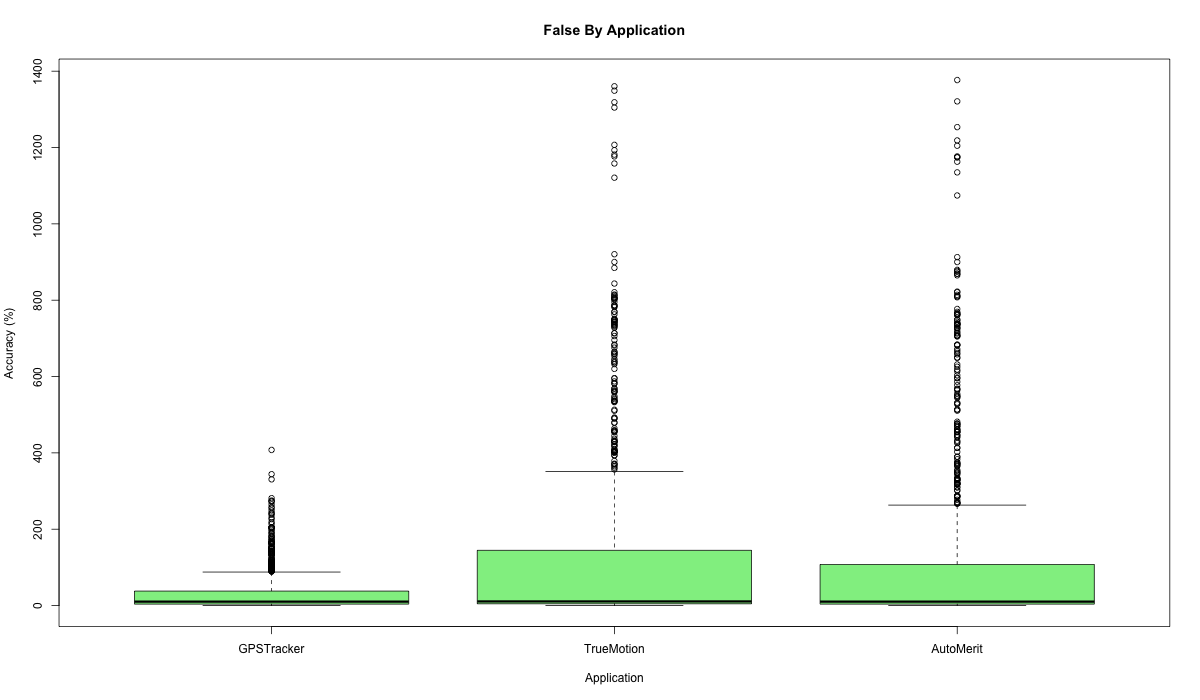 False By Application
Accuracy (%)
1400
1200
1000
800
600
400
200
0
GPSTracker TrueMotion AutoMerit
Application